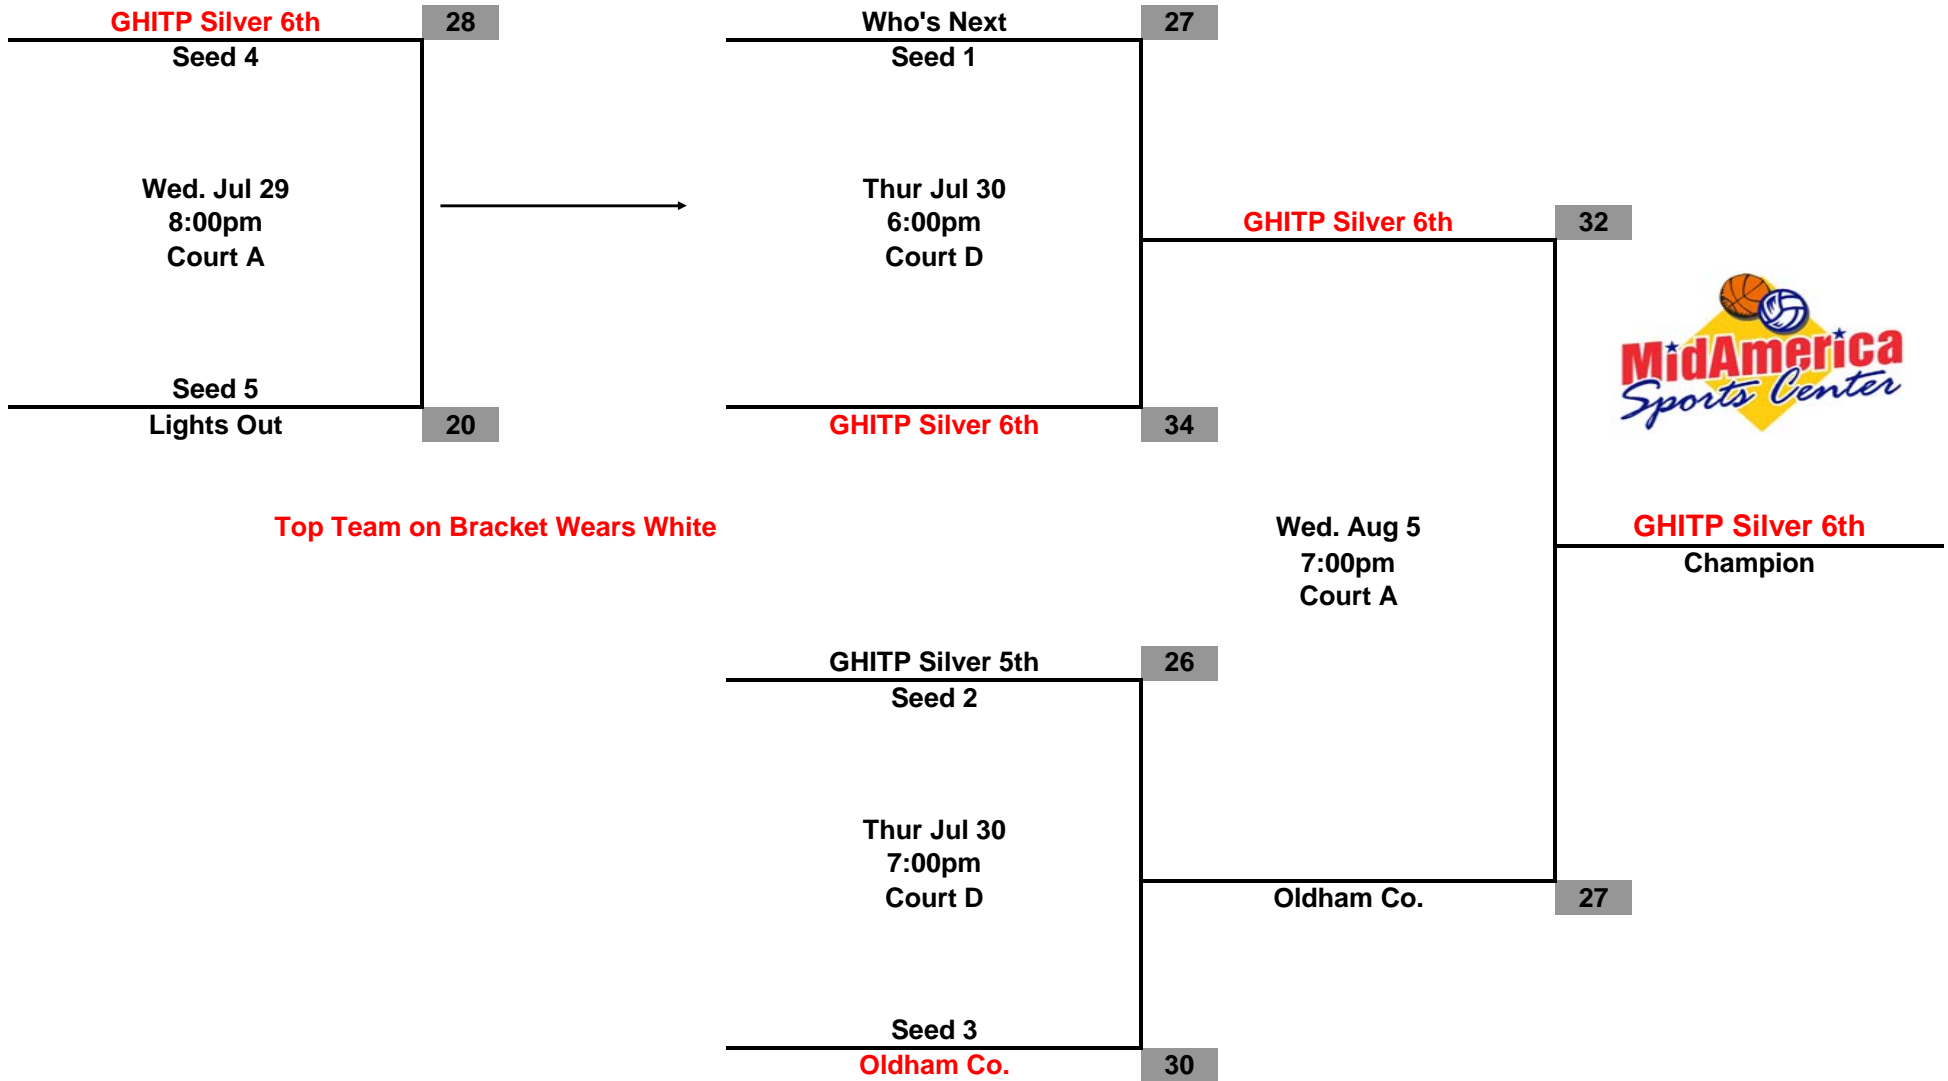 GHITP Silver 6th 28
Seed 4
Wed. Jul 29
8:00pm
Court A
Seed 5
Lights Out 20
Who's Next 27
Seed 1
Thur Jul 30
6:00pm
Court D
GHITP Silver 6th 34
GHITP Silver 6th 32
MidAmerica
Sports Center
Top Team on Bracket Wears White
Wed. Aug 5
7:00pm
Court A
GHITP Silver 6th
Champion
GHITP Silver 5th 26
Seed 2
Thur Jul 30
7:00pm
Court D
Oldham Co. 27
Seed 3
Oldham Co. 30